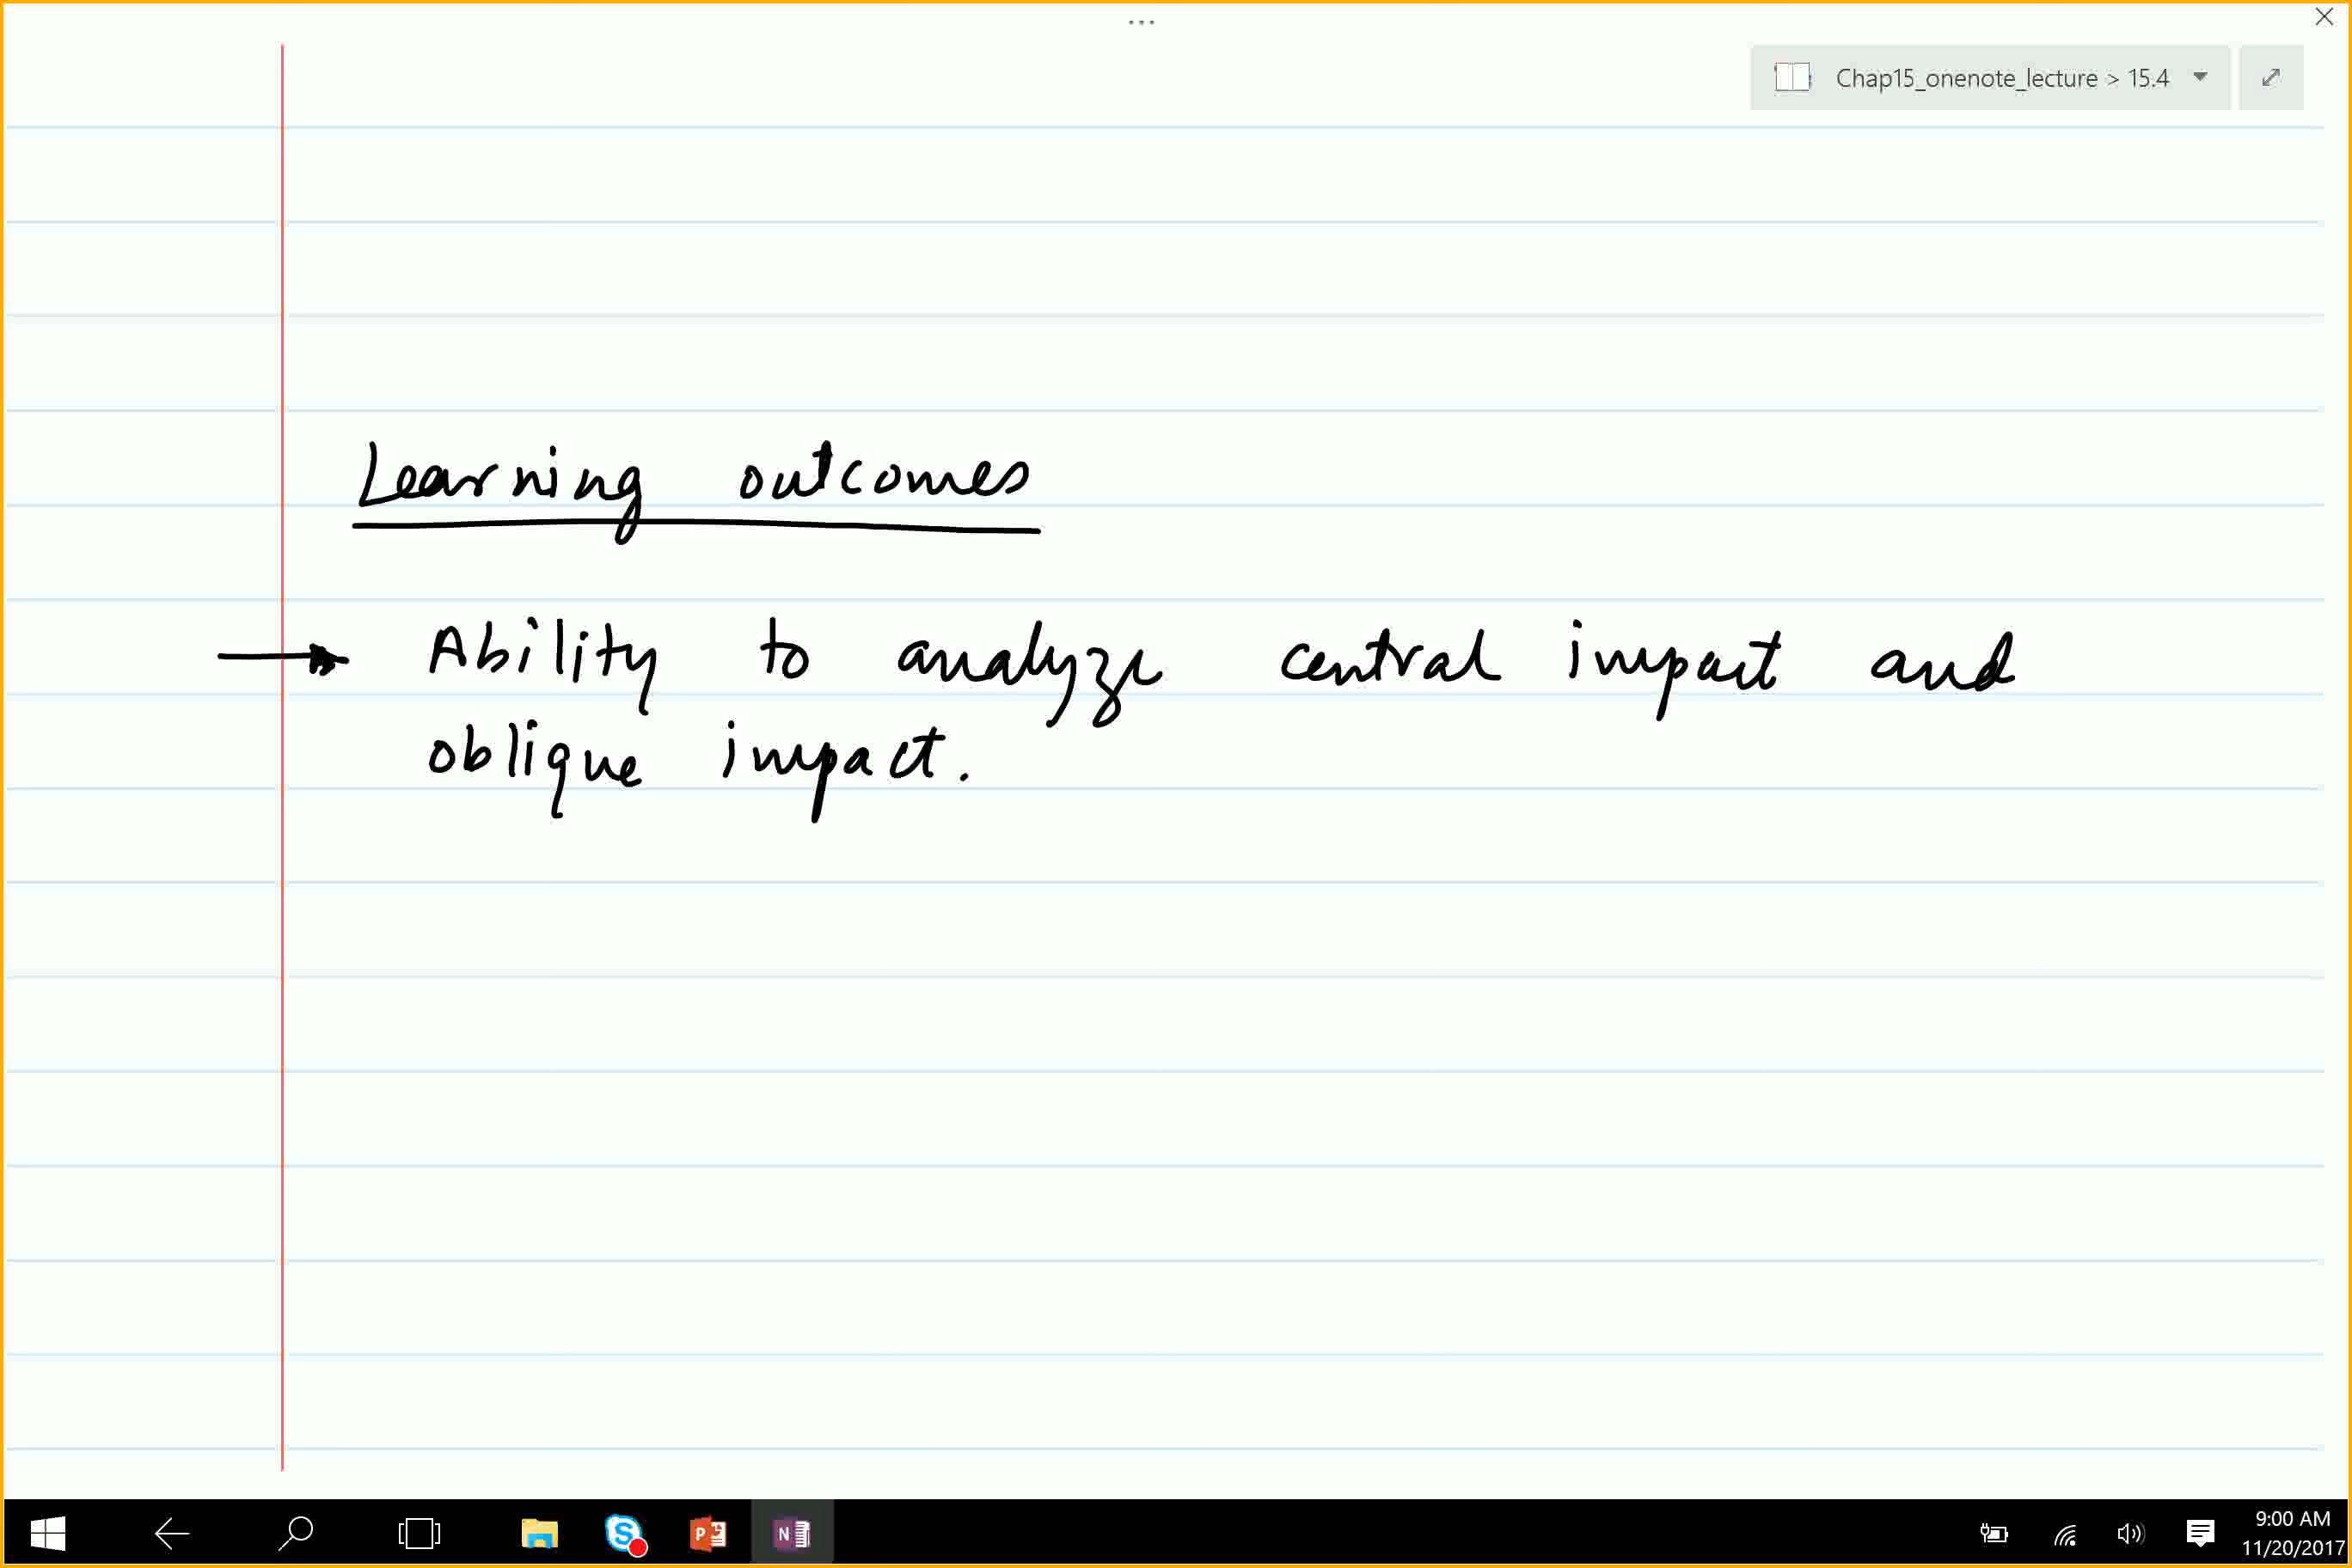 Chap15_onenote_lecture > 15.4
Learning outcomes
→ Ability to analyze central impact and
oblique impact.
9:00 AM
11/20/2017